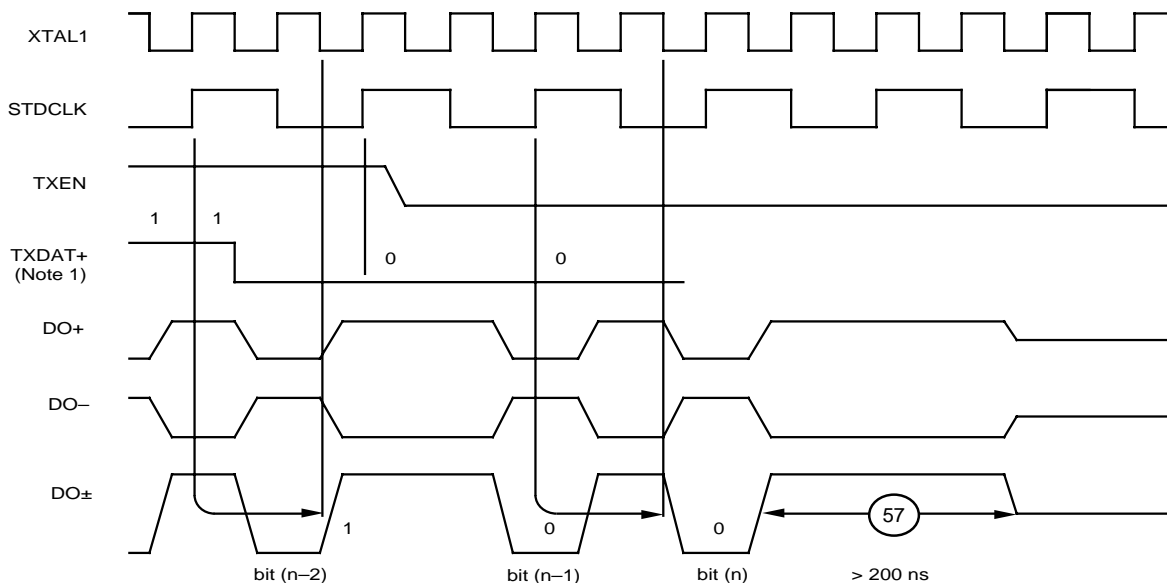 XTAL1
STDCLK
TXEN
1 1
TXDAT+
(Note 1)
0 0
DO+
DO–
DO±
57
1 0 0
bit (n–2) bit (n–1) bit (n) > 200 ns